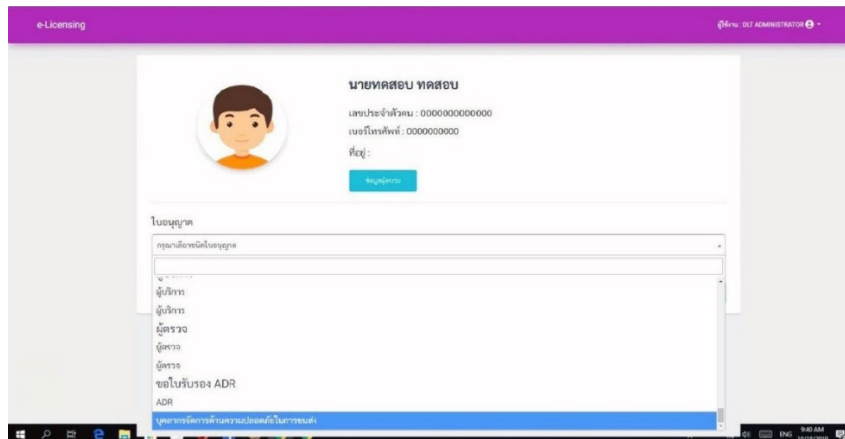 e-Licensing
ผู้ใช้งาน : DLT ADMINISTRATOR
นายทดสอบ ทดสอบ
เลขประจำตัวคน : 0000000000000
เบอร์โทรศัพท์ : 0000000000
ที่อยู่ :
ข้อมูลผู้ใช้งาน
ใบอนุญาต
กรุณาเลือกชนิดใบอนุญาต
ผู้บริการ
ผู้บริการ
ผู้ตรวจ
ผู้ตรวจ
ผู้ตรวจ
ขอใบรับรอง ADR
ADR
บุคลากรจัดการด้านความปลอดภัยในการขนส่ง
ENG
9:40 AM